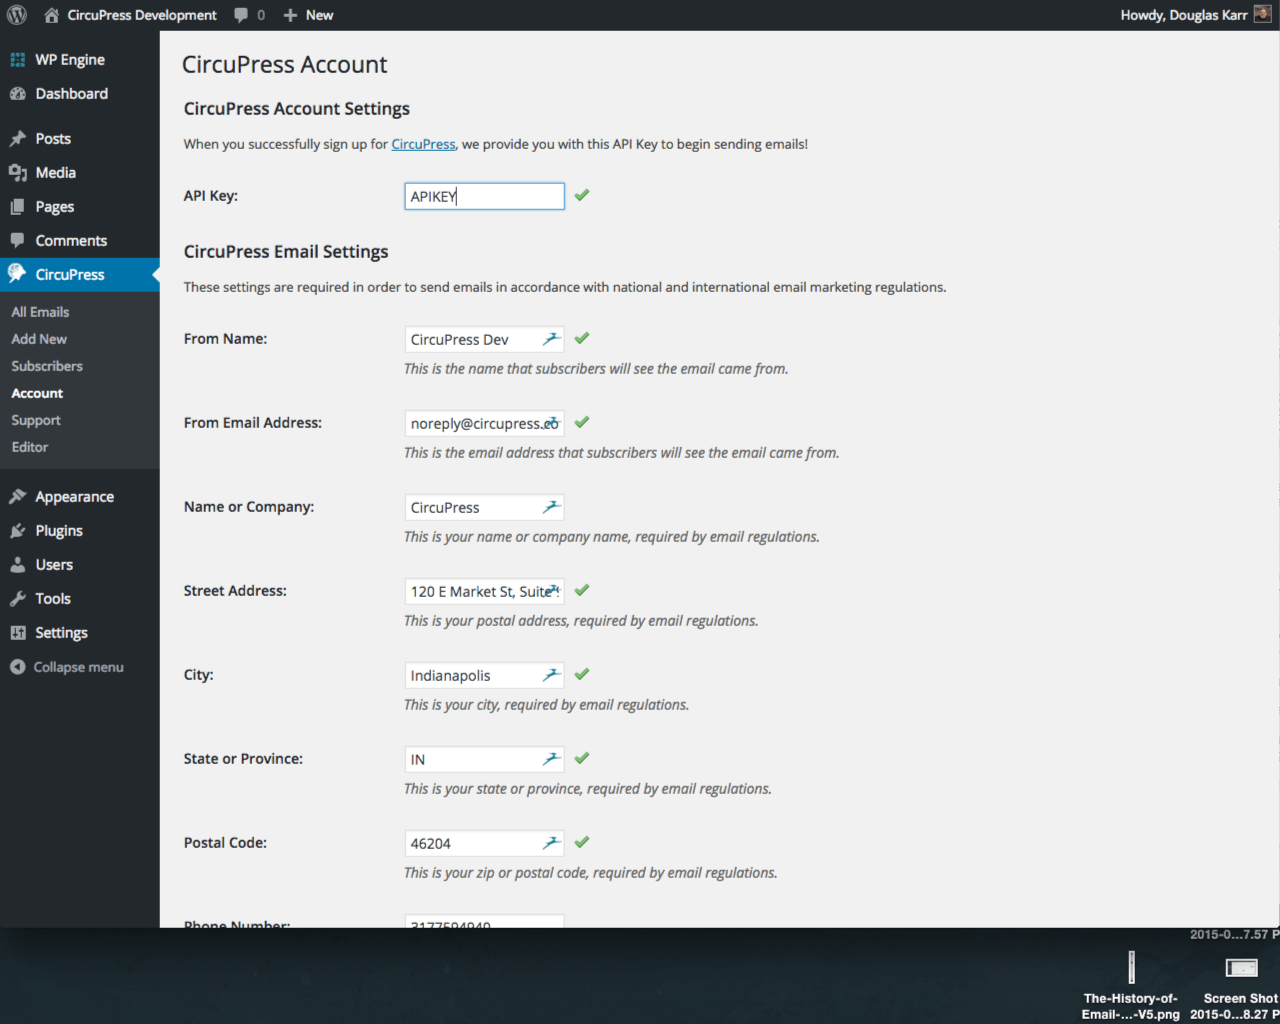 CircuPress Development 0 New Howdy, Douglas Karr
WP Engine
Dashboard
Posts
Media
Pages
Comments
CircuPress
All Emails
Add New
Subscribers
Account
Support
Editor
Appearance
Plugins
Users
Tools
Settings
Collapse menu
CircuPress Account
CircuPress Account Settings
When you successfully sign up for CircuPress, we provide you with this API Key to begin sending emails!
API Key: APIKEY
CircuPress Email Settings
These settings are required in order to send emails in accordance with national and international email marketing regulations.
From Name: CircuPress Dev
This is the name that subscribers will see the email came from.
From Email Address: noreply@circupress.co
This is the email address that subscribers will see the email came from.
Name or Company: CircuPress
This is your name or company name, required by email regulations.
Street Address: 120 E Market St, Suite
This is your postal address, required by email regulations.
City: Indianapolis
This is your city, required by email regulations.
State or Province: IN
This is your state or province, required by email regulations.
Postal Code: 46204
This is your zip or postal code, required by email regulations.
Phone Number:
2015-0...7.57 P
The-History-of-
Email-...-V5.png
Screen Shot
2015-0...8.27 P